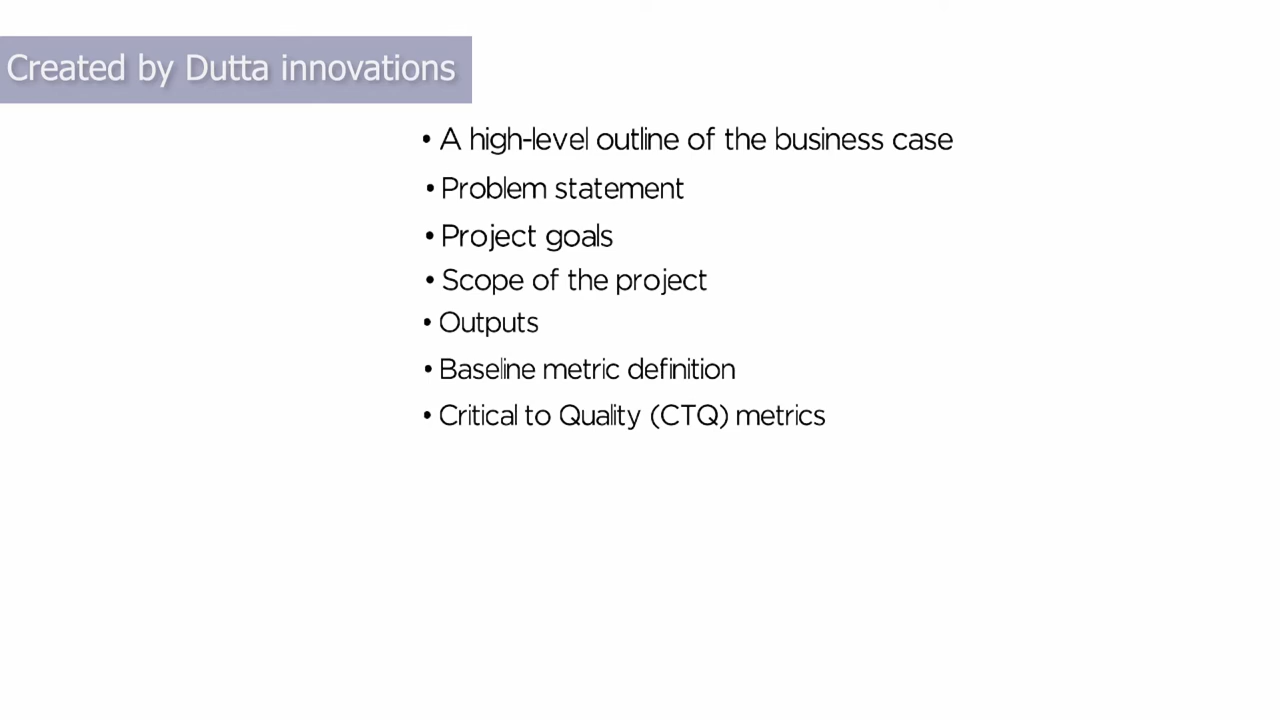 Created by Dutta innovations
• A high-level outline of the business case
• Problem statement
• Project goals
• Scope of the project
• Outputs
• Baseline metric definition
• Critical to Quality (CTQ) metrics